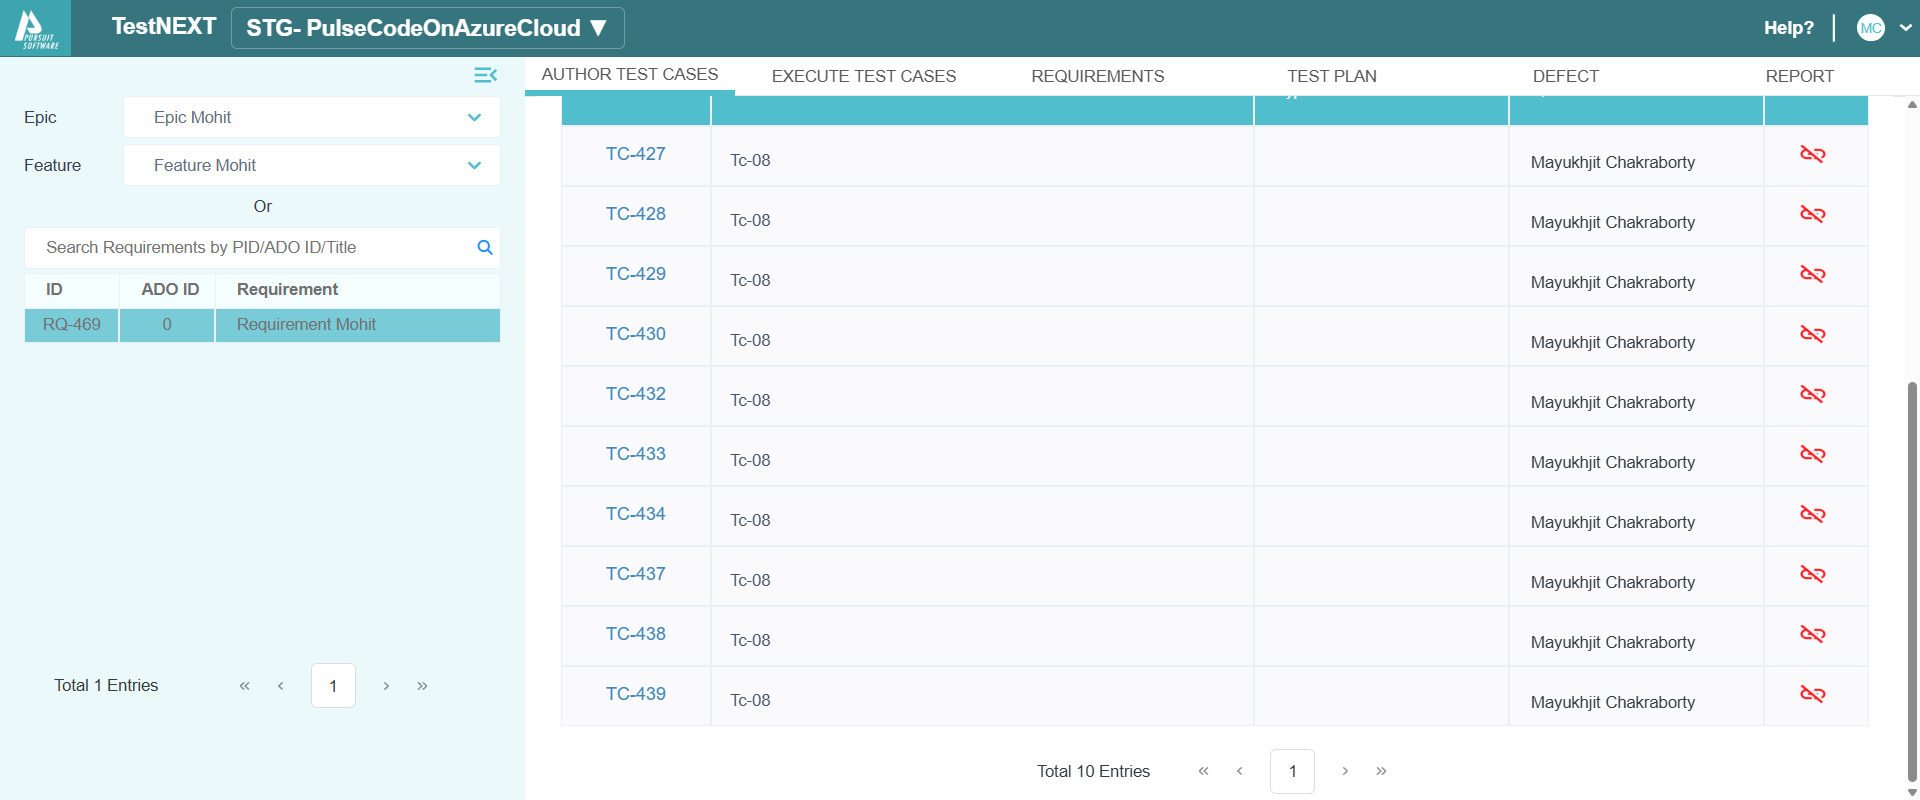 PURSUIT
SOFTWARE
TestNEXT
STG- PulseCodeOnAzureCloud ▼
Help?
MC
AUTHOR TEST CASES
EXECUTE TEST CASES
REQUIREMENTS
TEST PLAN
DEFECT
REPORT
Epic
Epic Mohit
Feature
Feature Mohit
Or
Search Requirements by PID/ADO ID/Title
ID ADO ID Requirement
RQ-469 0 Requirement Mohit
Total 1 Entries « ‹ 1 › »
TC-427 Tc-08 Mayukhjit Chakraborty
TC-428 Tc-08 Mayukhjit Chakraborty
TC-429 Tc-08 Mayukhjit Chakraborty
TC-430 Tc-08 Mayukhjit Chakraborty
TC-432 Tc-08 Mayukhjit Chakraborty
TC-433 Tc-08 Mayukhjit Chakraborty
TC-434 Tc-08 Mayukhjit Chakraborty
TC-437 Tc-08 Mayukhjit Chakraborty
TC-438 Tc-08 Mayukhjit Chakraborty
TC-439 Tc-08 Mayukhjit Chakraborty
Total 10 Entries « ‹ 1 › »